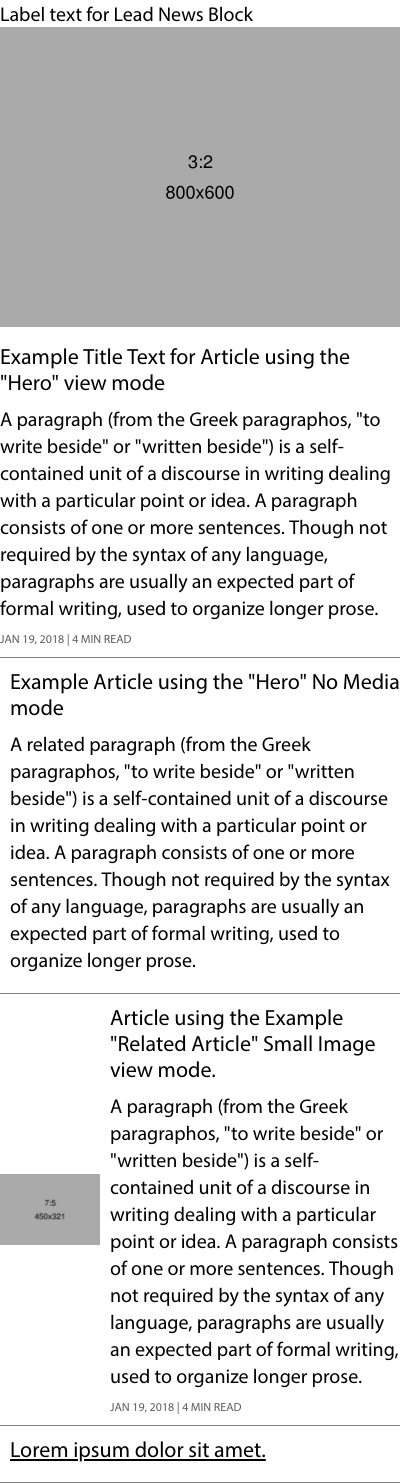 Label text for Lead News Block
3:2
800x600
Example Title Text for Article using the
"Hero" view mode
A paragraph (from the Greek paragraphos, "to
write beside" or "written beside") is a self-
contained unit of a discourse in writing dealing
with a particular point or idea. A paragraph
consists of one or more sentences. Though not
required by the syntax of any language,
paragraphs are usually an expected part of
formal writing, used to organize longer prose.
JAN 19, 2018 | 4 MIN READ
Example Article using the "Hero" No Media
mode
A related paragraph (from the Greek
paragraphos, "to write beside" or "written
beside") is a self-contained unit of a discourse
in writing dealing with a particular point or
idea. A paragraph consists of one or more
sentences. Though not required by the syntax
of any language, paragraphs are usually an
expected part of formal writing, used to
organize longer prose.
7:5
450x321
Article using the Example
"Related Article" Small Image
view mode.
A paragraph (from the Greek
paragraphos, "to write beside" or
"written beside") is a self-
contained unit of a discourse in
writing dealing with a particular
point or idea. A paragraph consists
of one or more sentences. Though
not required by the syntax of any
language, paragraphs are usually
an expected part of formal writing,
used to organize longer prose.
JAN 19, 2018 | 4 MIN READ
Lorem ipsum dolor sit amet.